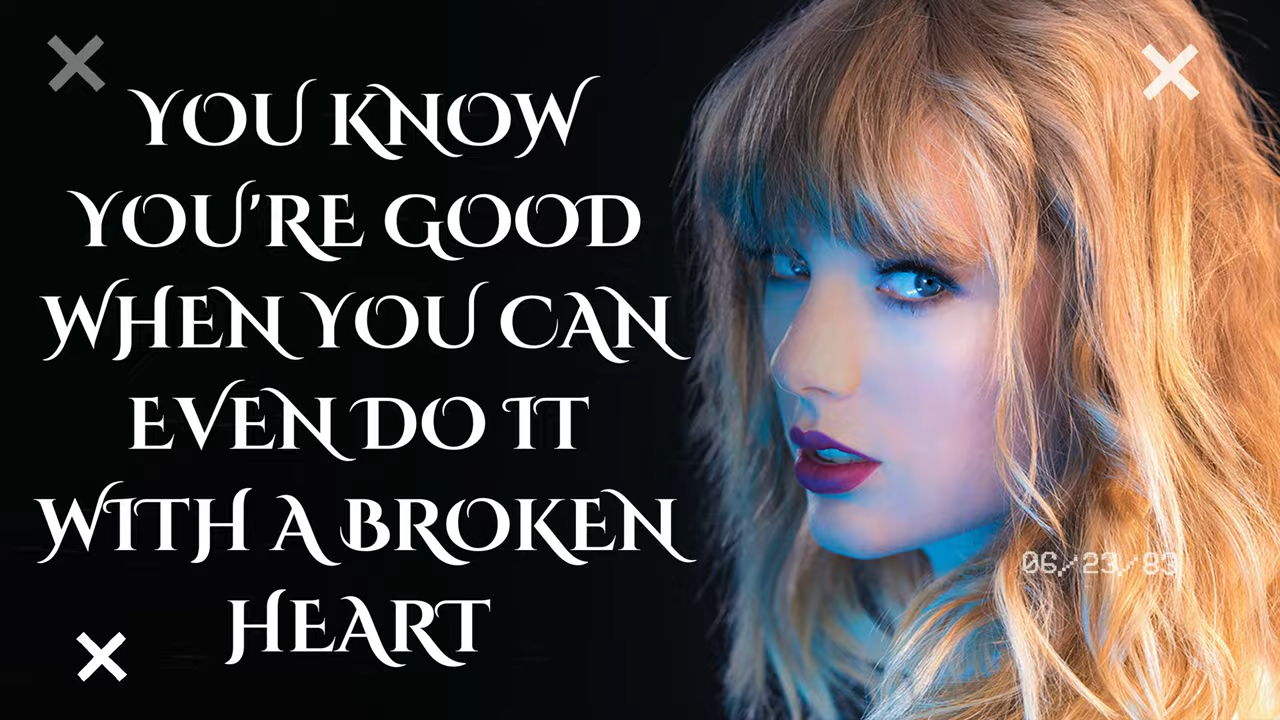 YOU KNOW
YOU'RE GOOD
WHEN YOU CAN
EVEN DO IT
WITH A BROKEN
HEART
06/23/83